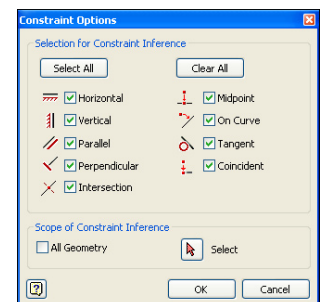 Constraint Options
Selection for Constraint Inference
Select All
Clear All
Horizontal
Midpoint
Vertical
On Curve
Parallel
Tangent
Perpendicular
Coincident
Intersection
Scope of Constraint Inference
All Geometry
Select
?
OK
Cancel